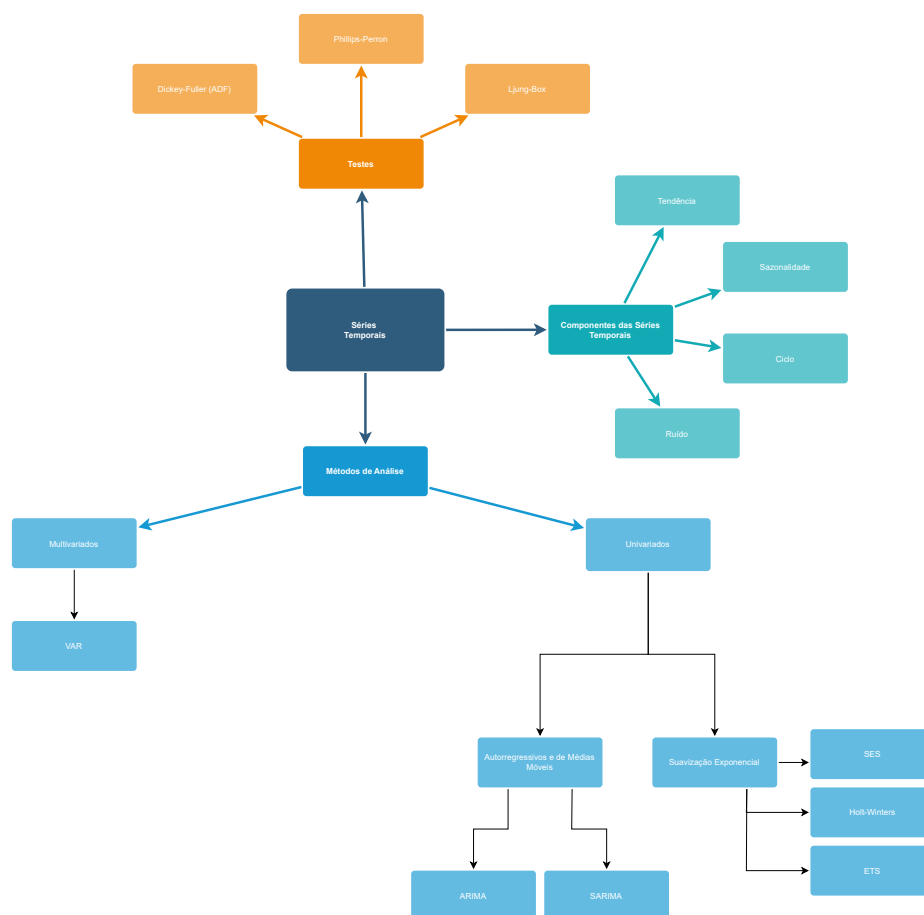 Phillips-Perron
Dickey-Fuller (ADF)
Ljung-Box
Testes
Tendência
Sazonalidade
Séries
Temporais
Componentes das Séries
Temporais
Ciclo
Ruído
Métodos de Análise
Multivariados
Univariados
VAR
Autorregressivos e de Médias
Móveis
Suavização Exponencial
SES
Holt-Winters
ETS
ARIMA
SARIMA